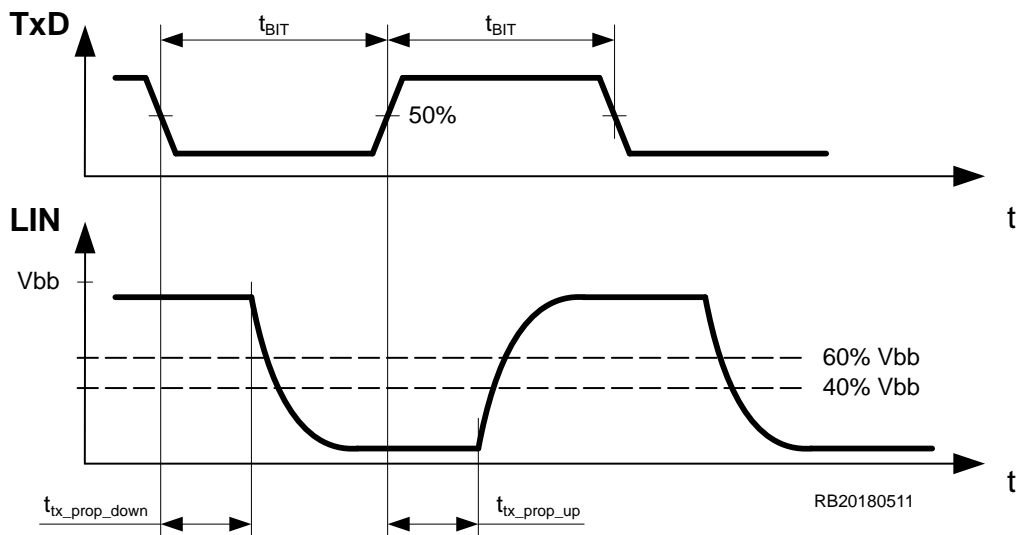 TxD
tBIT
tBIT
50%
t
LIN
Vbb
60% Vbb
40% Vbb
t
RB20180511
ttx_prop_down
ttx_prop_up